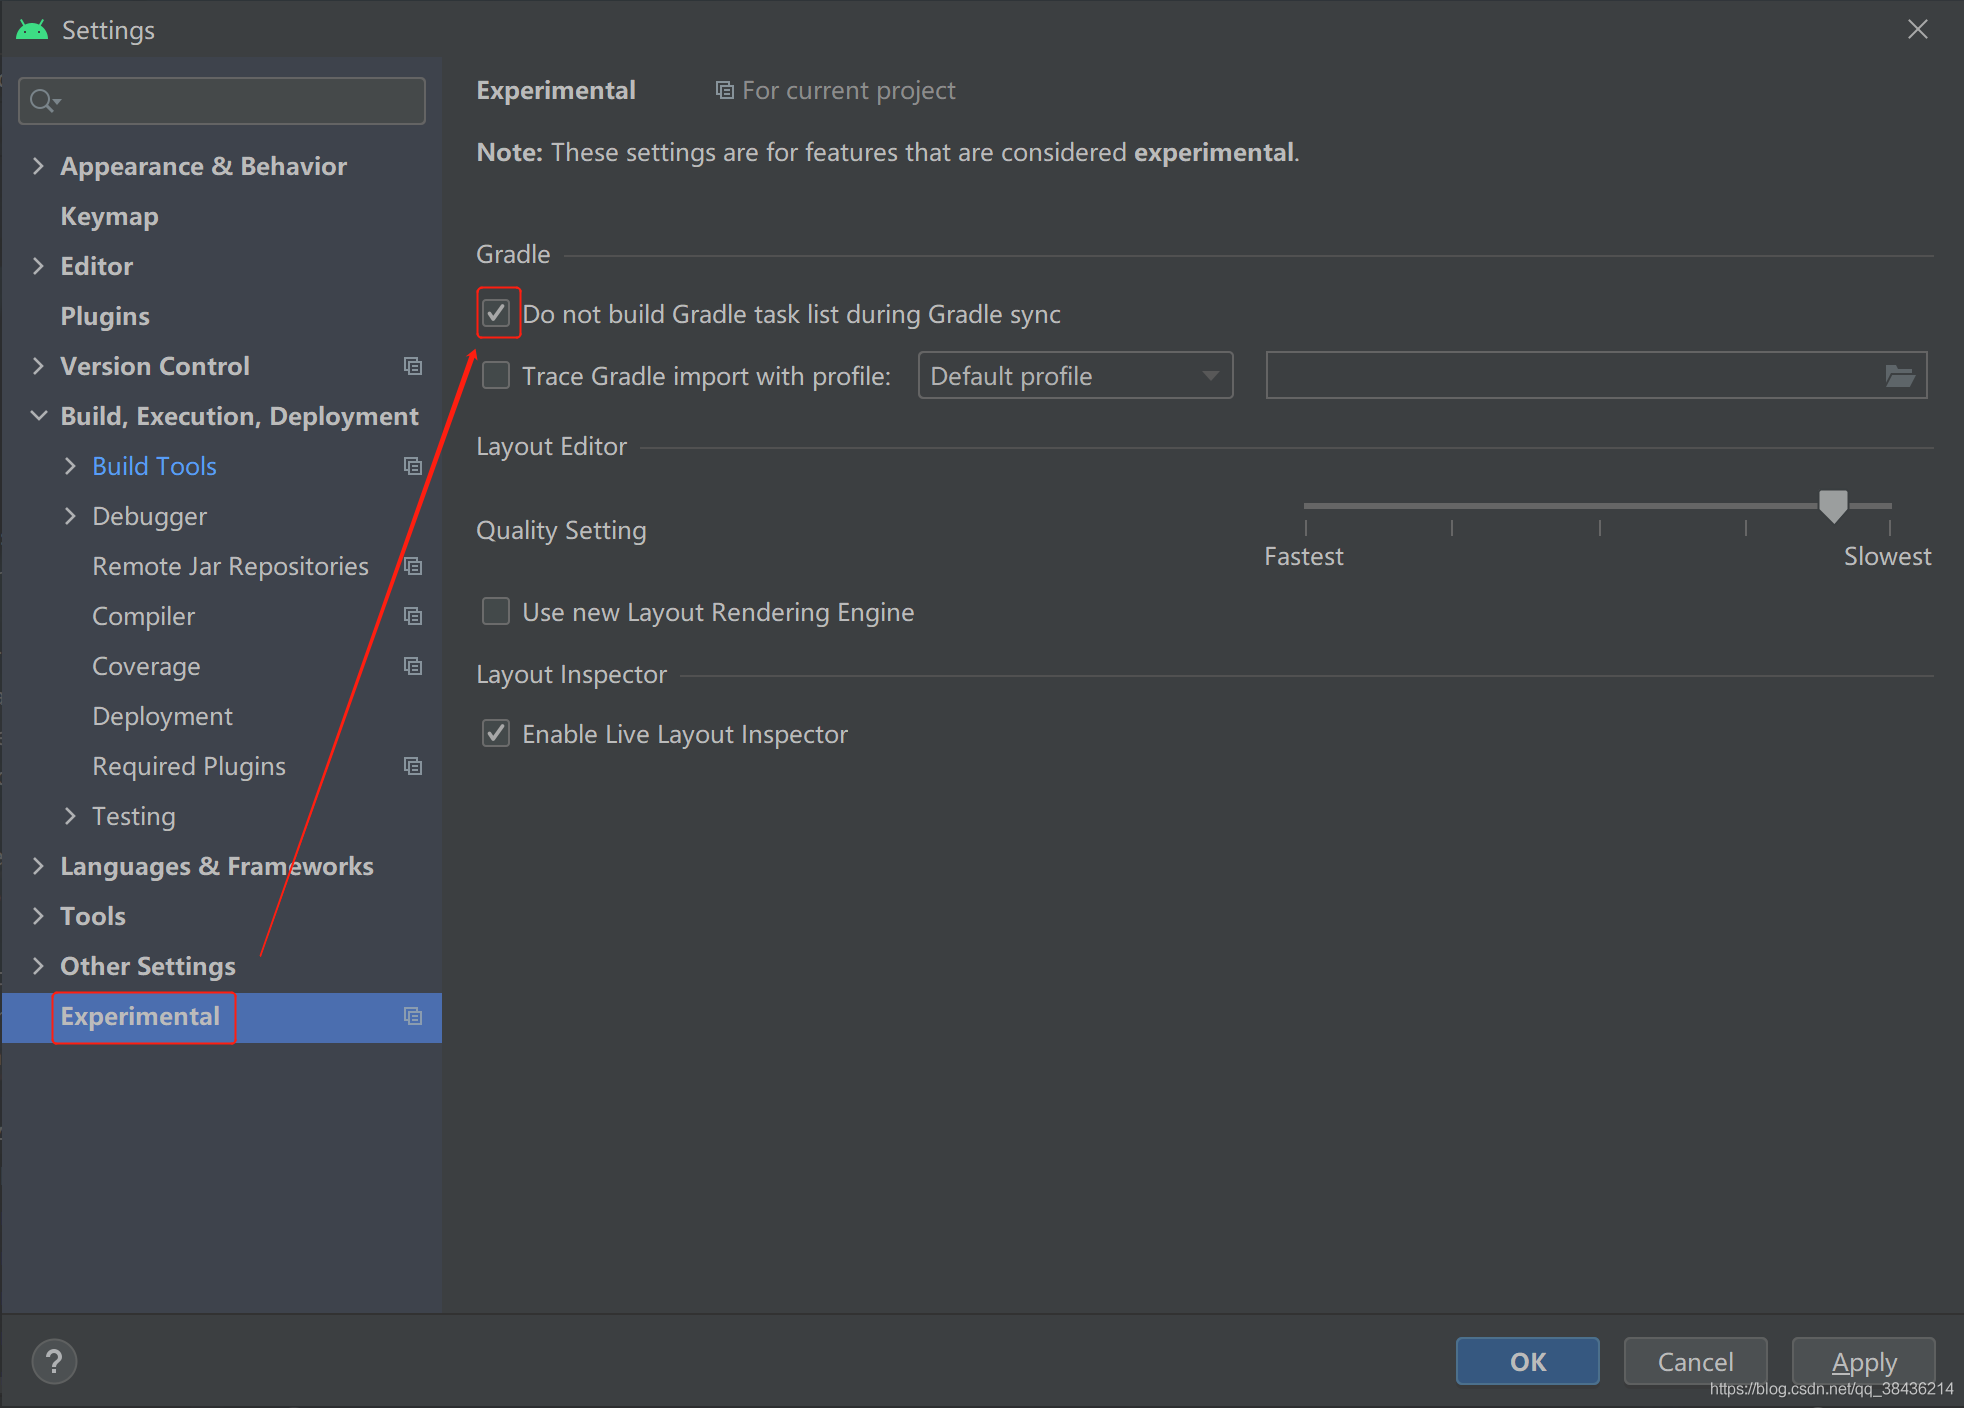 Settings
Experimental
For current project
Note: These settings are for features that are considered experimental.
Appearance & Behavior
Keymap
Editor
Plugins
Version Control
Build, Execution, Deployment
Build Tools
Debugger
Remote Jar Repositories
Compiler
Coverage
Deployment
Required Plugins
Testing
Languages & Frameworks
Tools
Other Settings
Experimental
Gradle
Do not build Gradle task list during Gradle sync
Trace Gradle import with profile:
Default profile
Layout Editor
Quality Setting
Fastest
Slowest
Use new Layout Rendering Engine
Layout Inspector
Enable Live Layout Inspector
?
OK
Cancel
Apply
https://blog.csdn.net/qq_38436214